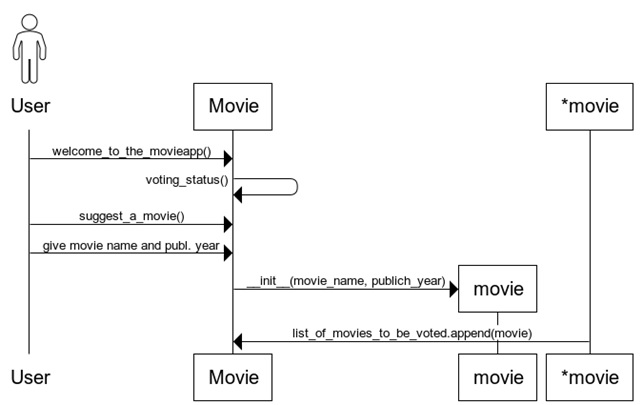 User
Movie
*movie
welcome_to_the_movieapp()
voting_status()
suggest_a_movie()
give movie name and publ. year
__init__(movie_name, publich_year)
movie
list_of_movies_to_be_voted.append(movie)
User
Movie
movie
*movie